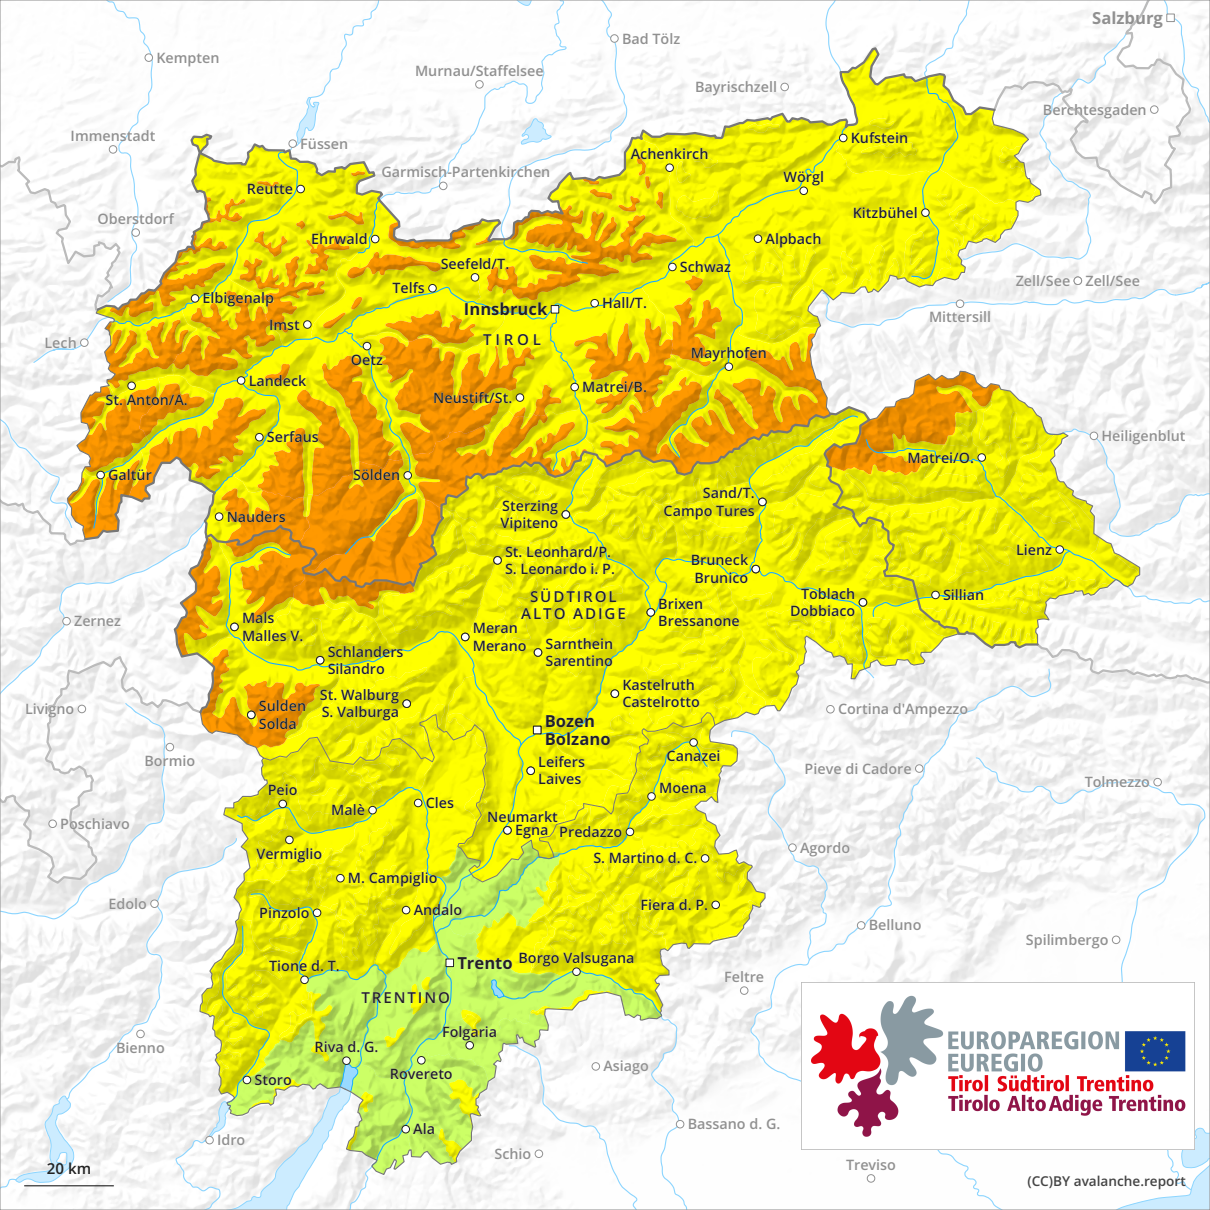 Salzburg
Kempten
Bad Tölz
Murnau/Staffelsee
Bayrischzell
Berchtesgaden
Immenstadt
Füssen
Kufstein
Achenkirch
Garmisch-Partenkirchen
Wörgl
Reutte
Oberstdorf
Kitzbühel
Ehrwald
Alpbach
Seefeld/T.
Schwaz
Zell/See
Zell/See
Telfs
Elbigenalp
Innsbruck
Hall/T.
Mittersill
Imst
TIROL
Lech
Oetz
Mayrhofen
Landeck
Matrei/B.
St. Anton/A.
Neustift/St.
Serfaus
Heiligenblut
Matrei/O.
Galtür
Sölden
Sand/T.
Campo Tures
Sterzing
Vipiteno
Nauders
St. Leonhard/P.
S. Leonardo i. P.
Bruneck
Brunico
Lienz
SÜDTIROL
ALTO ADIGE
Toblach
Dobbiaco
Sillian
Brixen
Bressanone
Zernez
Mals
Malles V.
Meran
Merano
Sarnthein
Sarentino
Schlanders
Silandro
Kastelruth
Castelrotto
St. Walburg
S. Valburga
Livigno
Sulden
Solda
Cortina d'Ampezzo
Bozen
Bolzano
Bormio
Canazei
Leifers
Laives
Pieve di Cadore
Tolmezzo
Peio
Moena
Malè
Cles
Neumarkt
Egna
Predazzo
Poschiavo
Vermiglio
Agordo
S. Martino d. C.
M. Campiglio
Edolo
Pinzolo
Andalo
Fiera d. P.
Belluno
Spilimbergo
Trento
Borgo Valsugana
Tione d. T.
Feltre
TRENTINO
Folgaria
Bienno
Riva d. G.
EUROPAREGION
EUREGIO
Tirol Südtirol Trentino
Tirolo Alto Adige Trentino
Asiago
Rovereto
Storo
Ala
Bassano d. G.
Idro
Schio
Treviso
20 km
(CC)BY avalanche.report